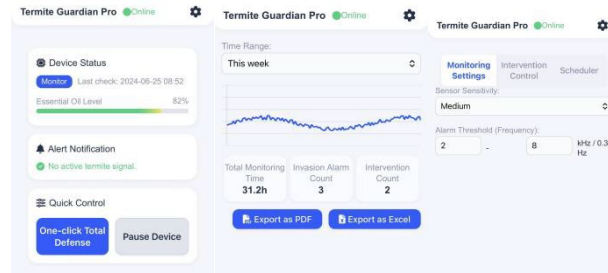 Termite Guardian Pro Online
Device Status
Monitor Last check: 2024-06-25 08:52
Essential Oil Level 82%
Alert Notification
No active termite signal.
Quick Control
One-click Total
Defense
Pause Device
Termite Guardian Pro Online
Time Range:
This week
Total Monitoring
Time
31.2h
Invasion Alarm
Count
3
Intervention
Count
2
Export as PDF
Export as Excel
Termite Guardian Pro Online
Monitoring
Settings
Intervention
Control
Scheduler
Sensor Sensitivity:
Medium
Alarm Threshold (Frequency):
2 - 8 kHz / 0.3
Hz